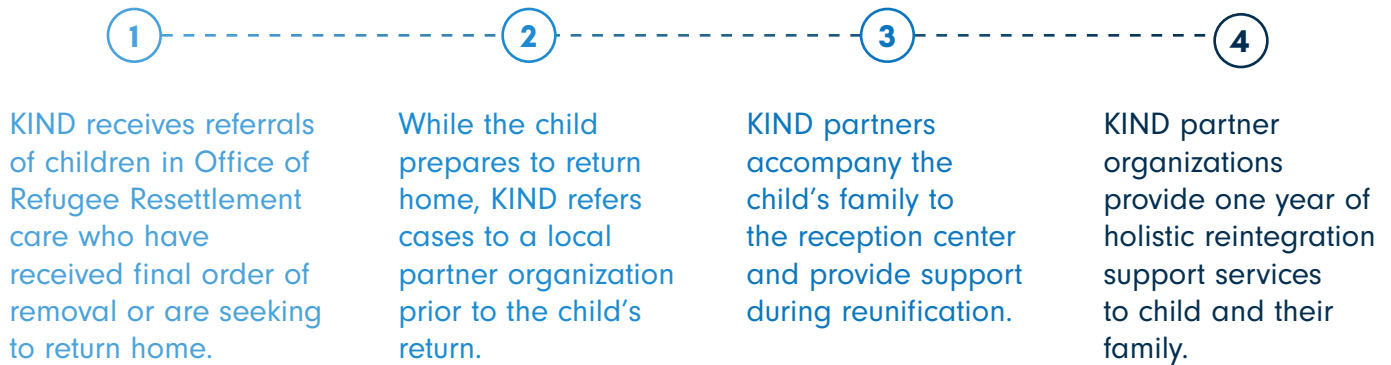 1
2
3
4
KIND receives referrals
of children in Office of
Refugee Resettlement
care who have
received final order of
removal or are seeking
to return home.
While the child
prepares to return
home, KIND refers
cases to a local
partner organization
prior to the child's
return.
KIND partners
accompany the
child's family to
the reception center
and provide support
during reunification.
KIND partner
organizations
provide one year of
holistic reintegration
support services
to child and their
family.